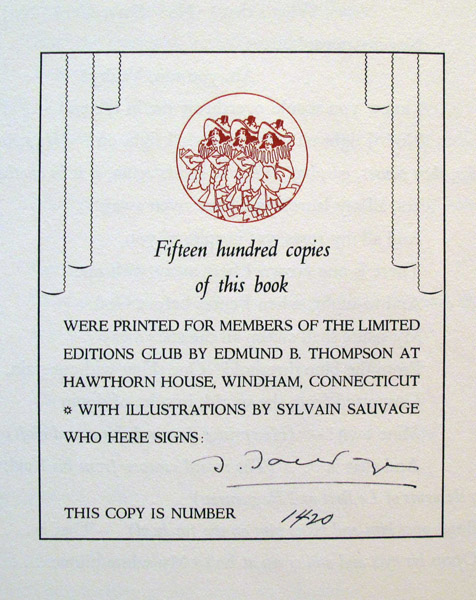 Fifteen hundred copies
of this book
WERE PRINTED FOR MEMBERS OF THE LIMITED
EDITIONS CLUB BY EDMUND B. THOMPSON AT
HAWTHORN HOUSE, WINDHAM, CONNECTICUT
☼ WITH ILLUSTRATIONS BY SYLVAIN SAUVAGE
WHO HERE SIGNS:
S. Sauvage
THIS COPY IS NUMBER 1420